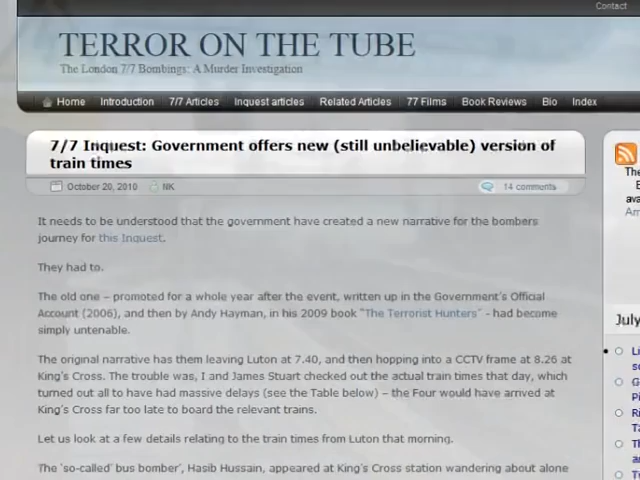 Contact
TERROR ON THE TUBE
The London 7/7 Bombings: A Murder Investigation
Home Introduction 7/7 Articles Inquest articles Related Articles 77 Films Book Reviews Bio Index
7/7 Inquest: Government offers new (still unbelievable) version of
train times
October 20, 2010 NK 14 comments
It needs to be understood that the government have created a new narrative for the bombers
journey for this Inquest.
They had to.
The old one – promoted for a whole year after the event, written up in the Government's Official
Account (2006), and then by Andy Hayman, in his 2009 book "The Terrorist Hunters" - had become
simply untenable.
The original narrative has them leaving Luton at 7.40, and then hopping into a CCTV frame at 8.26 at
King's Cross. The trouble was, I and James Stuart checked out the actual train times that day, which
turned out all to have had massive delays (see the Table below) – the Four would have arrived at
King's Cross far too late to board the relevant trains.
Let us look at a few details relating to the train times from Luton that morning.
The 'so-called' bus bomber', Hasib Hussain, appeared at King's Cross station wandering about alone
The
July